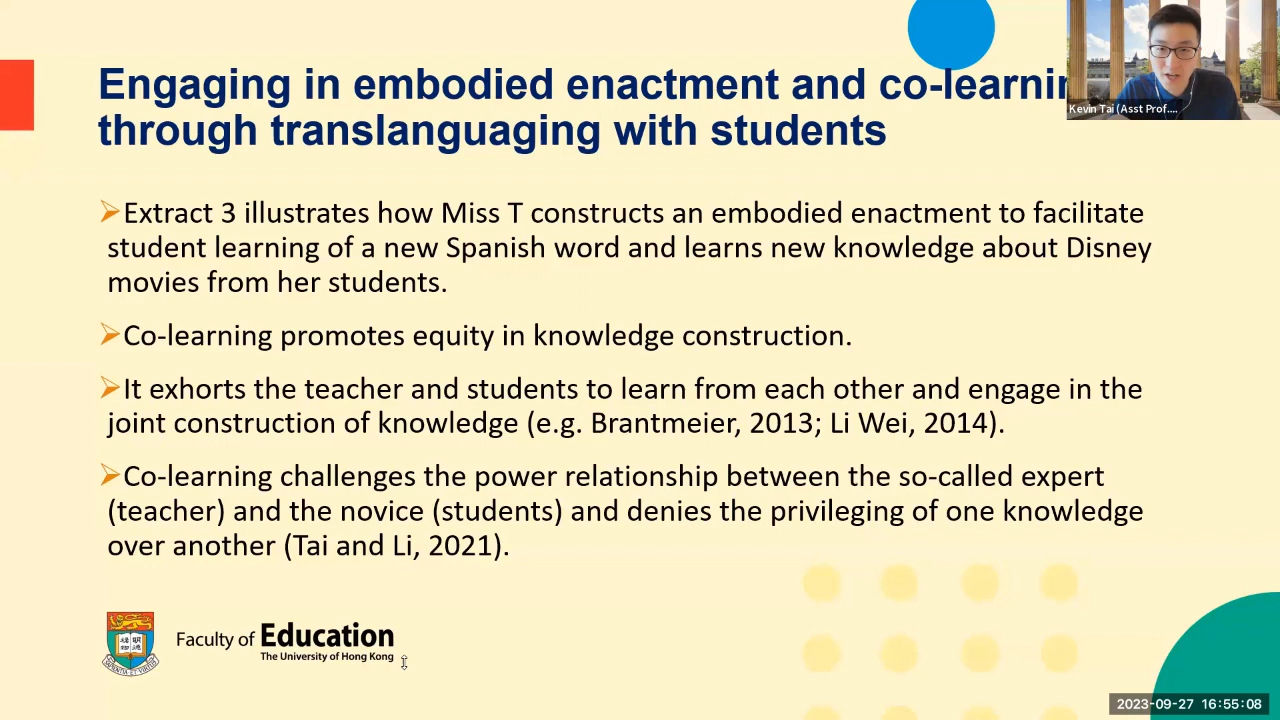 Engaging in embodied enactment and co-learnin
through translanguaging with students
Kevin Tai (Asst Prof....
➢Extract 3 illustrates how Miss T constructs an embodied enactment to facilitate
student learning of a new Spanish word and learns new knowledge about Disney
movies from her students.
➢Co-learning promotes equity in knowledge construction.
➢It exhorts the teacher and students to learn from each other and engage in the
joint construction of knowledge (e.g. Brantmeier, 2013; Li Wei, 2014).
➢Co-learning challenges the power relationship between the so-called expert
(teacher) and the novice (students) and denies the privileging of one knowledge
over another (Tai and Li, 2021).
Faculty of Education
The University of Hong Kong
2023-09-27 16:55:08